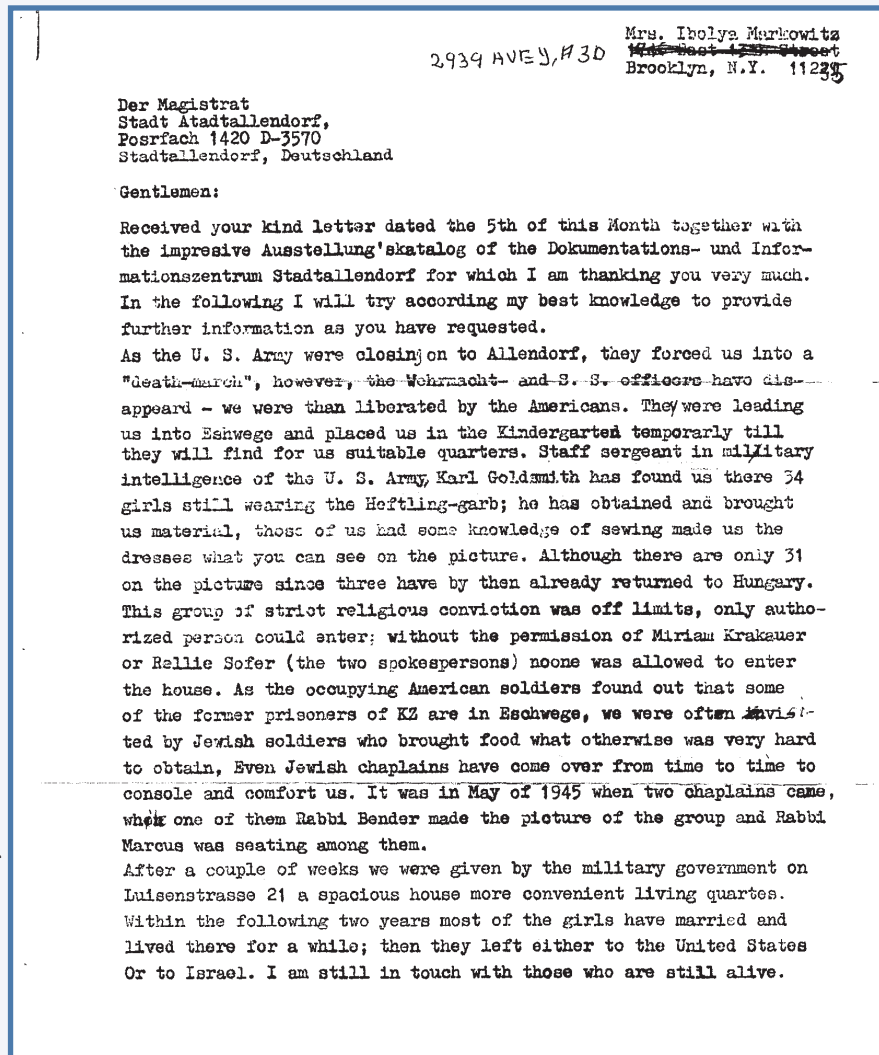 Mrs. Ibolya Markowitz
2939 AVE Y, #3D
Brooklyn, N.Y. 11235
Der Magistrat
Stadt Atadtallendorf,
Posrfach 1420 D-3570
Stadtallendorf, Deutschland
Gentlemen:
Received your kind letter dated the 5th of this Month together with
the impresive Ausstellung'skatalog of the Dokumentations- und Infor-
mationszentrum Stadtallendorf for which I am thanking you very much.
In the following I will try according my best knowledge to provide
further information as you have requested.
As the U. S. Army were closing on to Allendorf, they forced us into a
"death-march", however, the Wehrmacht- and S. S. officers have dis-
appeard - we were than liberated by the Americans. They were leading
us into Eshwege and placed us in the Kindergarted temporarly till
they will find for us suitable quarters. Staff sergeant in military
intelligence of the U. S. Army, Karl Goldsmith has found us there 34
girls still wearing the Heftling-garb; he has obtained and brought
us material, those of us had some knowledge of sewing made us the
dresses what you can see on the picture. Although there are only 31
on the picture since three have by then already returned to Hungary.
This group of strict religious conviction was off limits, only autho-
rized person could enter; without the permission of Miriam Krakauer
or Rellie Sofer (the two spokespersons) noone was allowed to enter
the house. As the occupying American soldiers found out that some
of the former prisoners of KZ are in Eschwege, we were often visi-
ted by Jewish soldiers who brought food what otherwise was very hard
to obtain, Even Jewish chaplains have come over from time to time to
console and comfort us. It was in May of 1945 when two chaplains came,
one of them Rabbi Bender made the picture of the group and Rabbi
Marcus was seating among them.
After a couple of weeks we were given by the military government on
Luisenstrasse 21 a spacious house more convenient living quartes.
Within the following two years most of the girls have married and
lived there for a while; then they left either to the United States
Or to Israel. I am still in touch with those who are still alive.